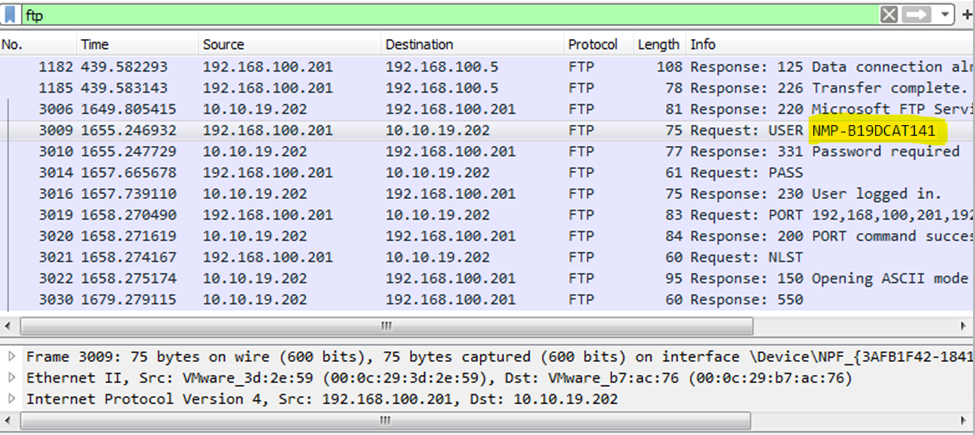 ftp
No. Time Source Destination Protocol Length Info
1182 439.582293 192.168.100.201 192.168.100.5 FTP 108 Response: 125 Data connection
1185 439.583143 192.168.100.201 192.168.100.5 FTP 78 Response: 226 Transfer complete.
3006 1649.805415 10.10.19.202 192.168.100.201 FTP 81 Response: 220 Microsoft FTP Servi
3009 1655.246932 192.168.100.201 10.10.19.202 FTP 75 Request: USER NMP-B19DCAT141
3010 1655.247729 10.10.19.202 192.168.100.201 FTP 77 Response: 331 Password required
3014 1657.665678 192.168.100.201 10.10.19.202 FTP 61 Request: PASS
3016 1657.739110 10.10.19.202 192.168.100.201 FTP 75 Response: 230 User logged in.
3019 1658.270490 192.168.100.201 10.10.19.202 FTP 83 Request: PORT 192,168,100,201,192
3020 1658.271619 10.10.19.202 192.168.100.201 FTP 84 Response: 200 PORT command succes
3021 1658.274167 192.168.100.201 10.10.19.202 FTP 60 Request: NLST
3022 1658.275174 10.10.19.202 192.168.100.201 FTP 95 Response: 150 Opening ASCII mode
3030 1679.279115 10.10.19.202 192.168.100.201 FTP 60 Response: 550
Frame 3009: 75 bytes on wire (600 bits), 75 bytes captured (600 bits) on interface \Device\NPF_{3AFB1F42-1841
Ethernet II, Src: VMware_3d:2e:59 (00:0c:29:3d:2e:59), Dst: VMware_b7:ac:76 (00:0c:29:b7:ac:76)
Internet Protocol Version 4, Src: 192.168.100.201, Dst: 10.10.19.202